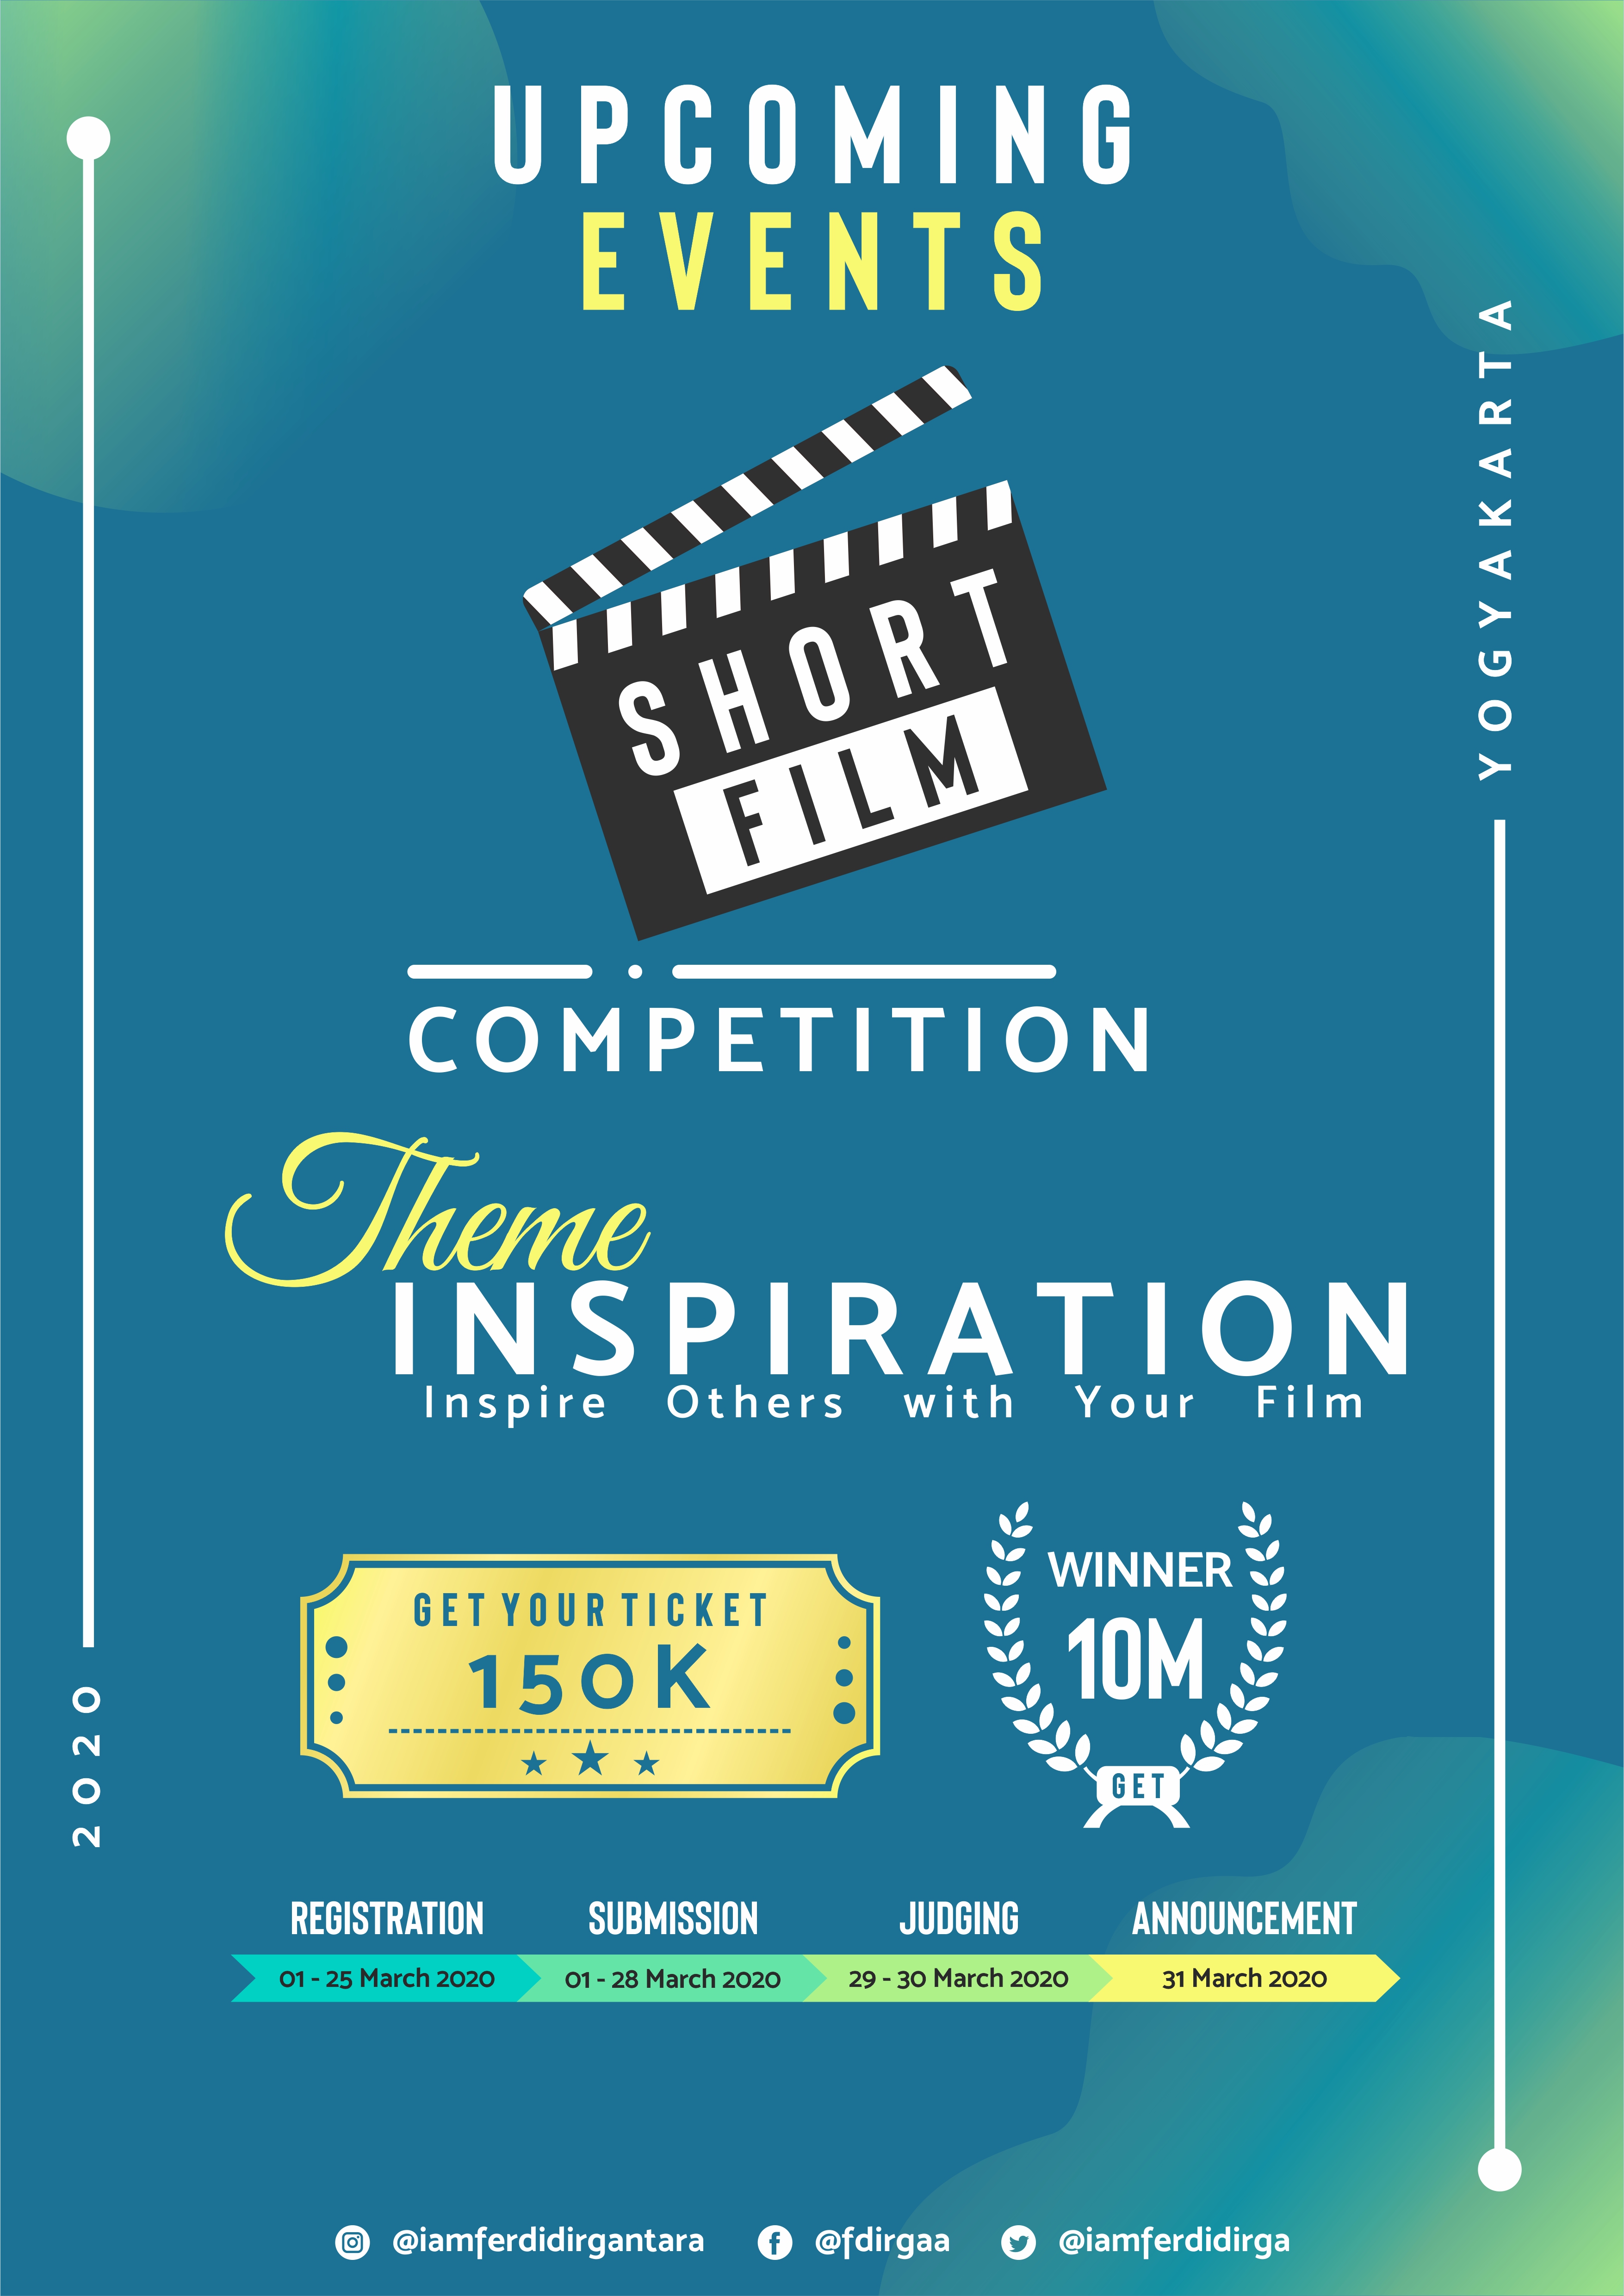 UPCOMING
EVENTS
YOGYAKARTA
SHORT
FILM
COMPETITION
Theme
INSPIRATION
Inspire Others with Your Film
GET YOUR TICKET
150K
WINNER
10M
GET
2020
REGISTRATION SUBMISSION JUDGING ANNOUNCEMENT
01 - 25 March 2020 01 - 28 March 2020 29 - 30 March 2020 31 March 2020
@iamferdidirgantara @fdirgaa @iamferdidirga